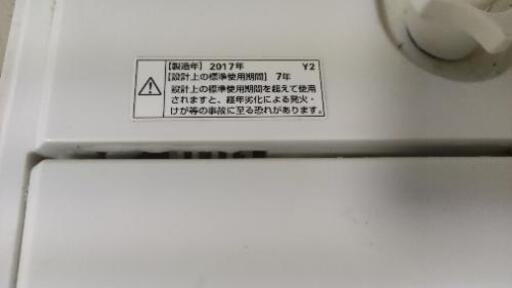 【製造年】2017年 Y2
【設計上の標準使用期間】7年
設計上の標準使用期間を超えて使用
されますと、経年劣化による発火・
けが等の事故に至る恐れがあります。